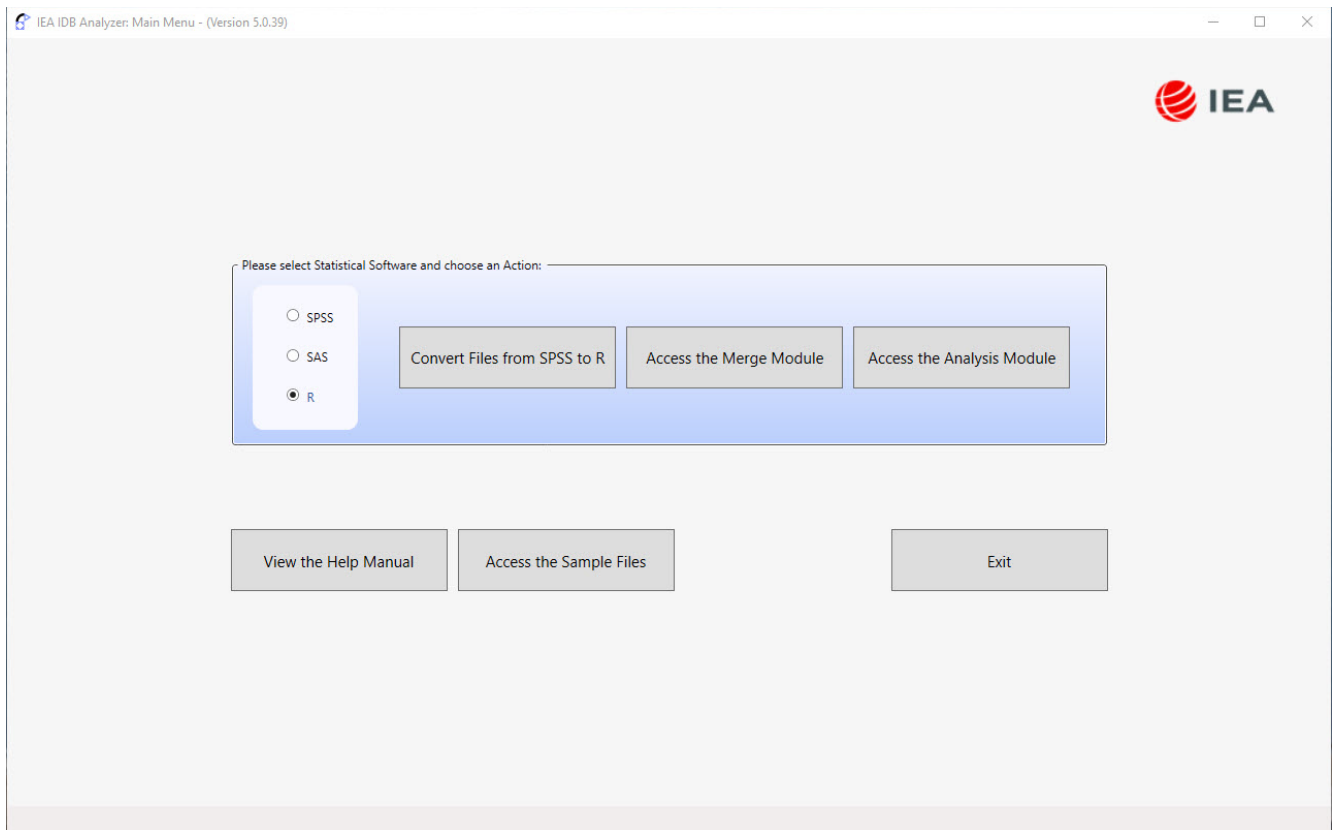 IEA IDB Analyzer: Main Menu - (Version 5.0.39)
IEA
Please select Statistical Software and choose an Action:
SPSS
SAS
R
Convert Files from SPSS to R
Access the Merge Module
Access the Analysis Module
View the Help Manual
Access the Sample Files
Exit